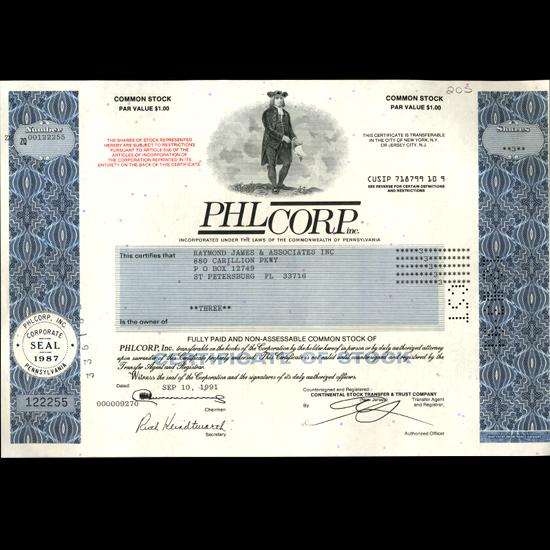 203
COMMON STOCK
PAR VALUE $1.00
COMMON STOCK
PAR VALUE $1.00
Number
ZQ 00122255
Shares
**3**
THE SHARES OF STOCK REPRESENTED
HEREBY ARE SUBJECT TO RESTRICTIONS
PURSUANT TO ARTICLE
ARTICLES OF INCORPORATION OF
THE CORPORATION REPRINTED IN ITS
ENTIRETY ON THE BACK OF THIS CERTIFICATE.
THIS CERTIFICATE IS TRANSFERABLE
IN THE CITY OF NEW YORK, N.Y.
OR JERSEY CITY, N.J.
CUSIP 718799 10 9
SEE REVERSE FOR CERTAIN DEFINITIONS
AND RESTRICTIONS
PHLCORP, inc.
INCORPORATED UNDER THE LAWS OF THE COMMONWEALTH OF PENNSYLVANIA
This certifies that
RAYMOND JAMES & ASSOCIATES INC
880 CARILLION PKWY
P O BOX 12749
ST PETERSBURG FL 33716
**THREE**
is the owner of
FULLY PAID AND NON-ASSESSABLE COMMON STOCK OF
CERTIFICATE OF STOCK
PHLCORP, Inc. transferable on the books of the Corporation by the holder hereof in person or by duly authorized attorney
upon surrender of this Certificate properly endorsed. This Certificate is not valid until countersigned and registered by the
Transfer Agent and Registrar.
Witness the seal of the Corporation and the signatures of its duly authorized officers.
Dated SEP 10, 1991
000009270
Chairman
Secretary
Countersigned and Registered:
CONTINENTAL STOCK TRANSFER & TRUST COMPANY
(New Jersey)
Transfer Agent
and Registrar,
By
Authorized Officer
PHLCORP, INC.
CORPORATE
SEAL
1987
PENNSYLVANIA
122255